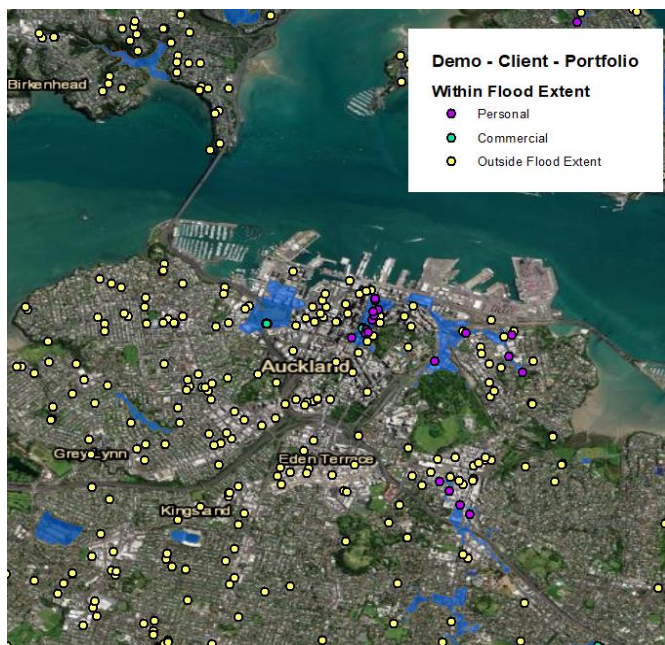 Demo - Client - Portfolio
Within Flood Extent
Personal
Commercial
Outside Flood Extent
Birkenhead
Auckland
Grey Lynn
Eden Terrace
Kingsland